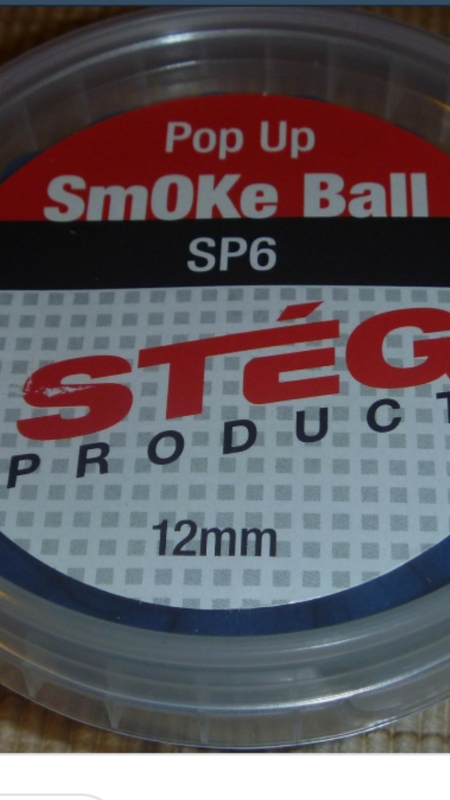 Pop Up
SmOKe Ball
SP6
STÉG
PRODUCT
12mm